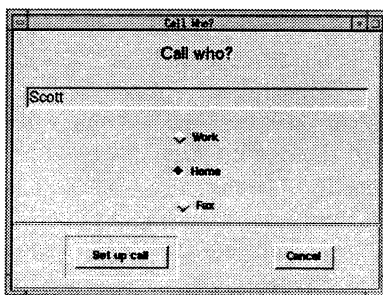 Call Who?
Call who?
Scott
Work
Home
Fax
Set up call
Cancel